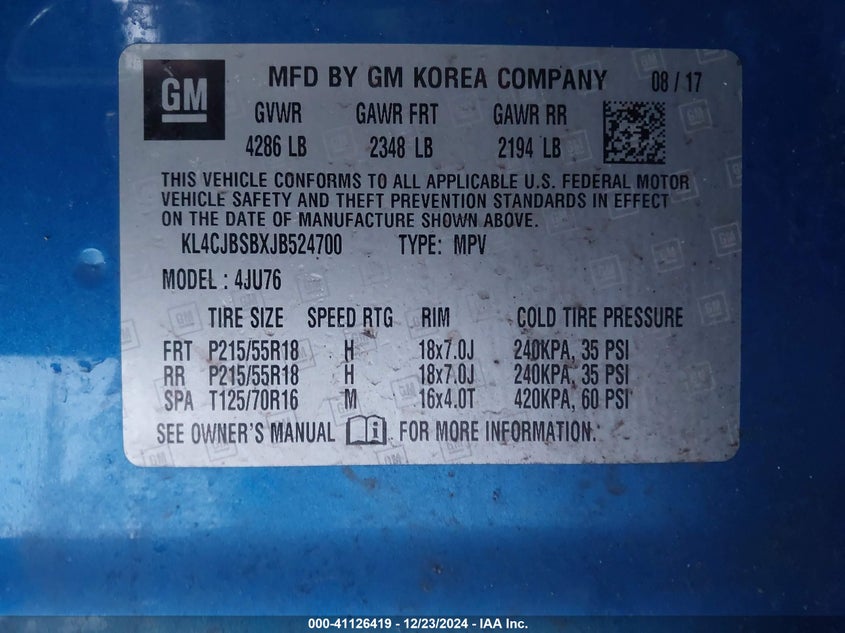 GM MFD BY GM KOREA COMPANY 08 / 17
GVWR GAWR FRT GAWR RR
4286 LB 2348 LB 2194 LB
THIS VEHICLE CONFORMS TO ALL APPLICABLE U.S. FEDERAL MOTOR
VEHICLE SAFETY AND THEFT PREVENTION STANDARDS IN EFFECT
ON THE DATE OF MANUFACTURE SHOWN ABOVE.
KL4CJBSBXJB524700 TYPE: MPV
MODEL : 4JU76
TIRE SIZE SPEED RTG RIM COLD TIRE PRESSURE
FRT P215/55R18 H 18x7.0J 240KPA, 35 PSI
RR P215/55R18 H 18x7.0J 240KPA, 35 PSI
SPA T125/70R16 M 16x4.0T 420KPA, 60 PSI
SEE OWNER'S MANUAL i FOR MORE INFORMATION.
000-41126419 - 12/23/2024 - IAA Inc.